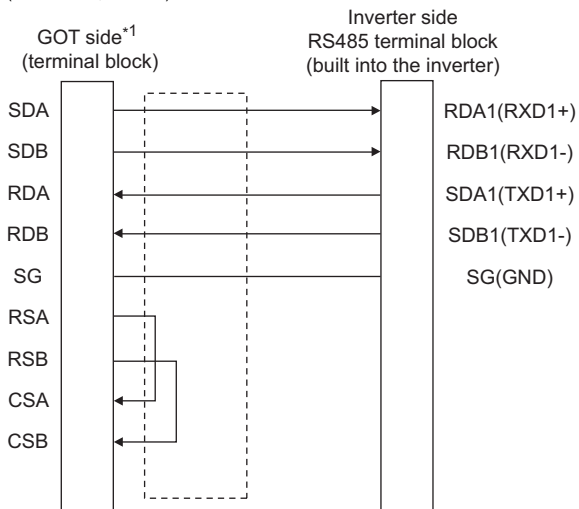 GOT side*1
(terminal block)
Inverter side
RS485 terminal block
(built into the inverter)
SDA
RDA1(RXD1+)
SDB
RDB1(RXD1-)
RDA
SDA1(TXD1+)
RDB
SDB1(TXD1-)
SG
SG(GND)
RSA
RSB
CSA
CSB